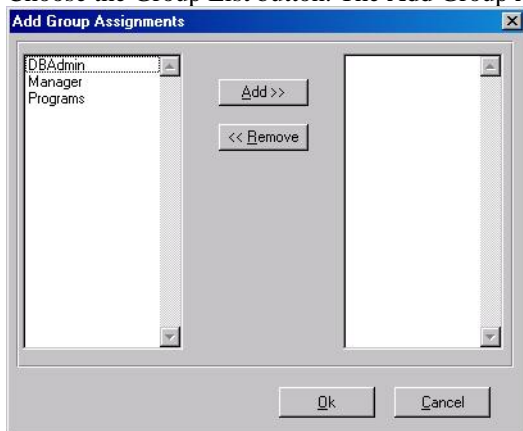 Choose the Group List button. The Add Group
Add Group Assignments
DBAdmin
Manager
Programs
Add >>
<< Remove
Ok
Cancel